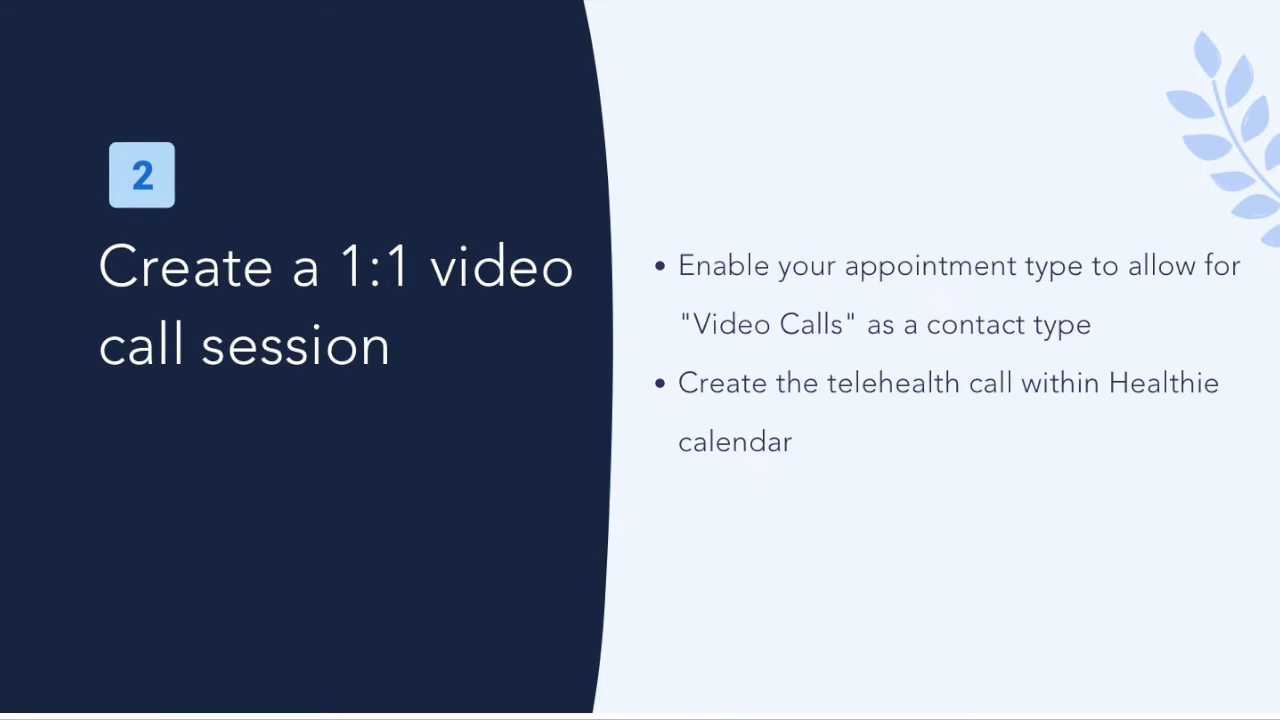 2
Create a 1:1 video
call session
• Enable your appointment type to allow for
"Video Calls" as a contact type
• Create the telehealth call within Healthie
calendar